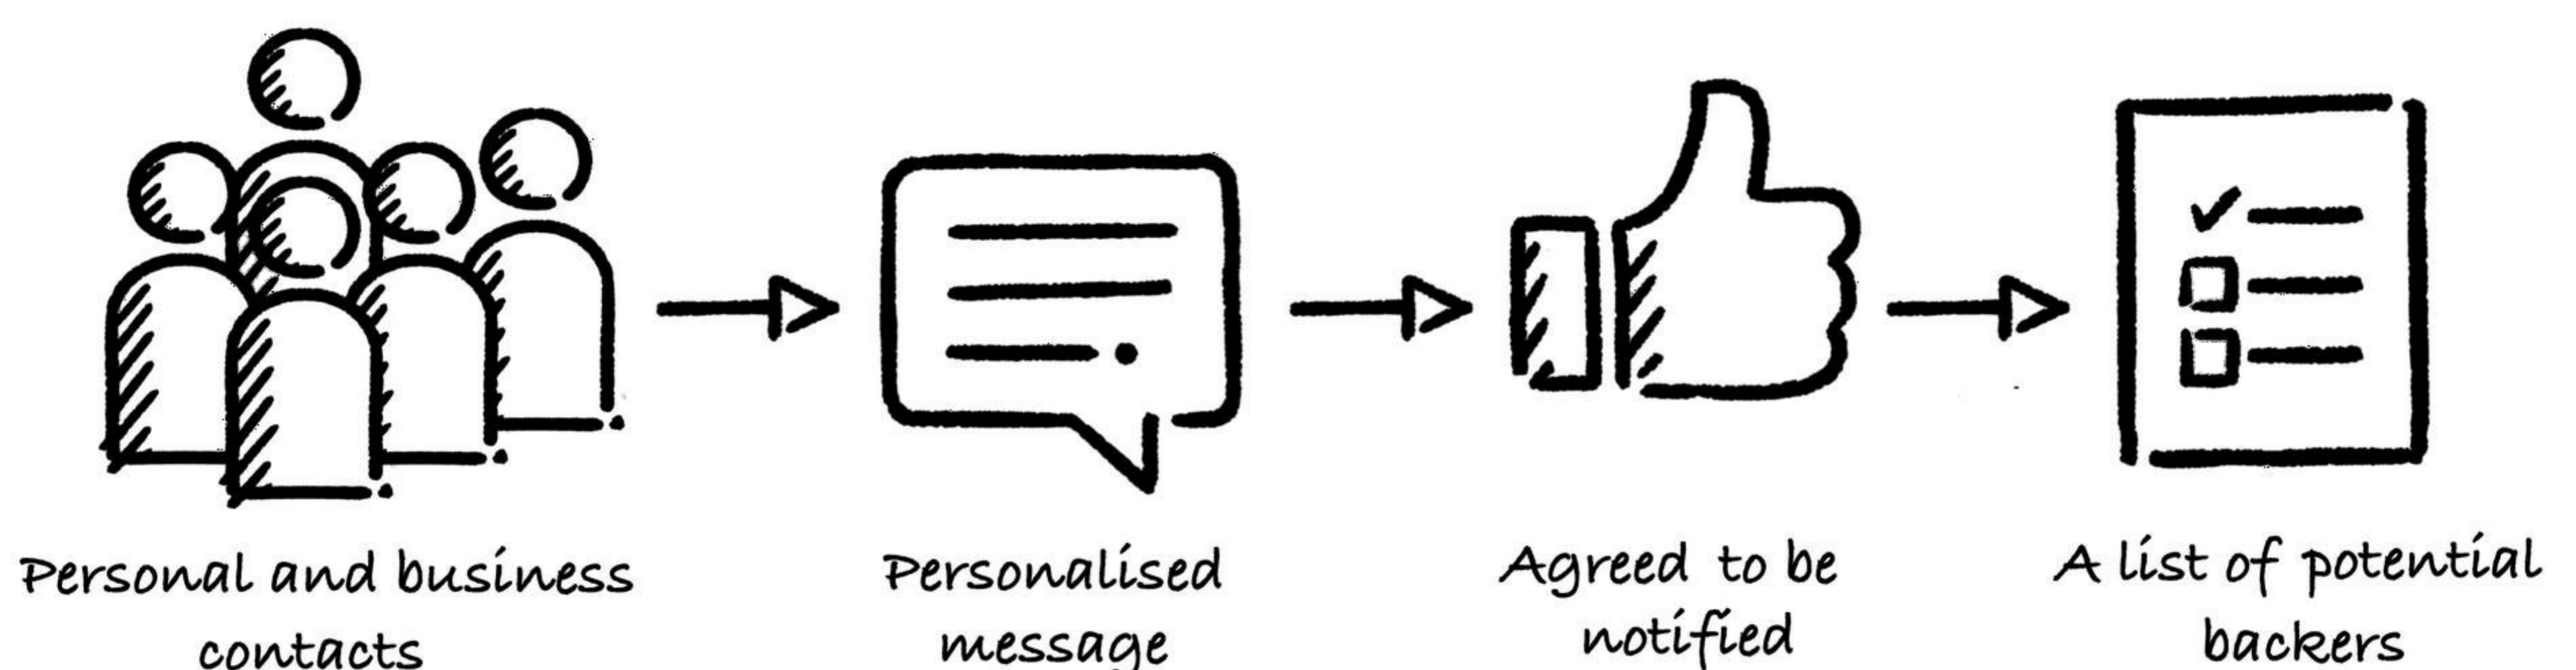 Personal and business
contacts
Personalised
message
Agreed to be
notified
A list of potential
backers